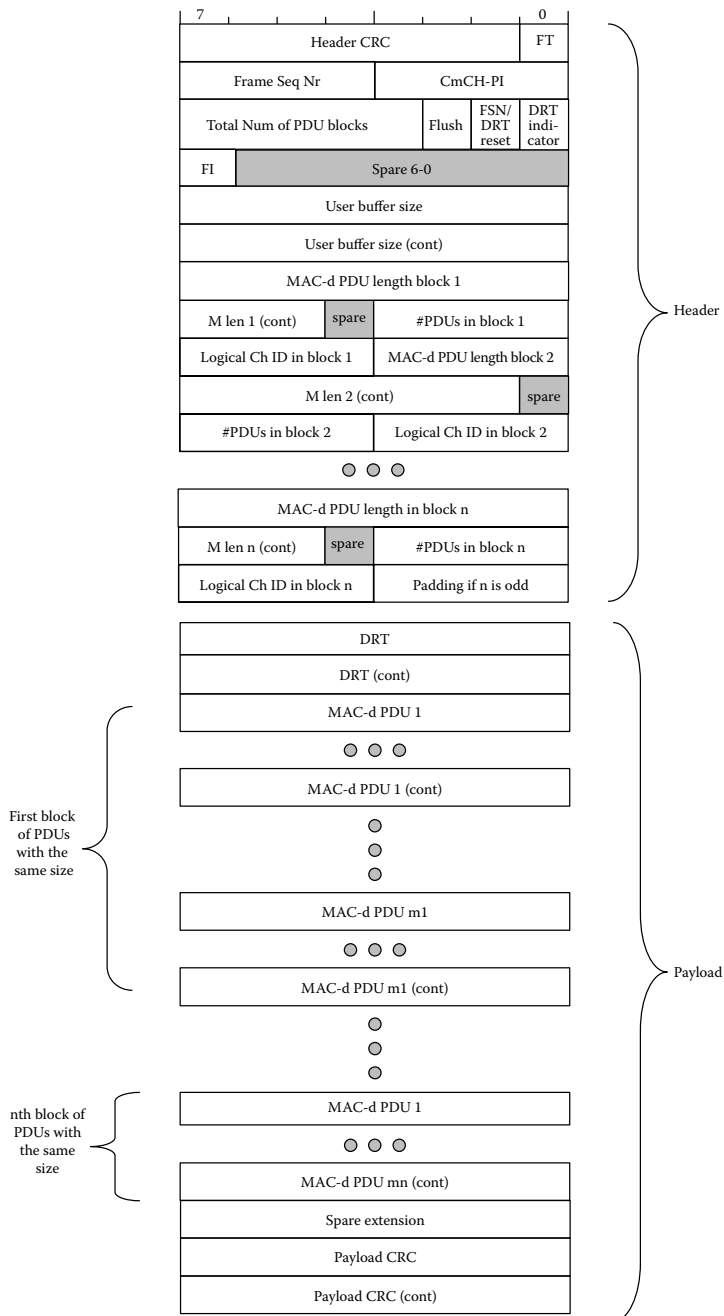 7 0
Header CRC FT
Frame Seq Nr CmCH-PI
Total Num of PDU blocks Flush FSN/ DRT reset DRT indi- cator
FI Spare 6-0
User buffer size
User buffer size (cont)
MAC-d PDU length block 1
M len 1 (cont) spare #PDUs in block 1
Logical Ch ID in block 1 MAC-d PDU length block 2
M len 2 (cont) spare
#PDUs in block 2 Logical Ch ID in block 2
MAC-d PDU length in block n
M len n (cont) spare #PDUs in block n
Logical Ch ID in block n Padding if n is odd
Header
DRT
DRT (cont)
MAC-d PDU 1
MAC-d PDU 1 (cont)
First block
of PDUs
with the
same size
MAC-d PDU m1
MAC-d PDU m1 (cont)
Payload
nth block of
PDUs with
the same
size
MAC-d PDU 1
MAC-d PDU mn (cont)
Spare extension
Payload CRC
Payload CRC (cont)